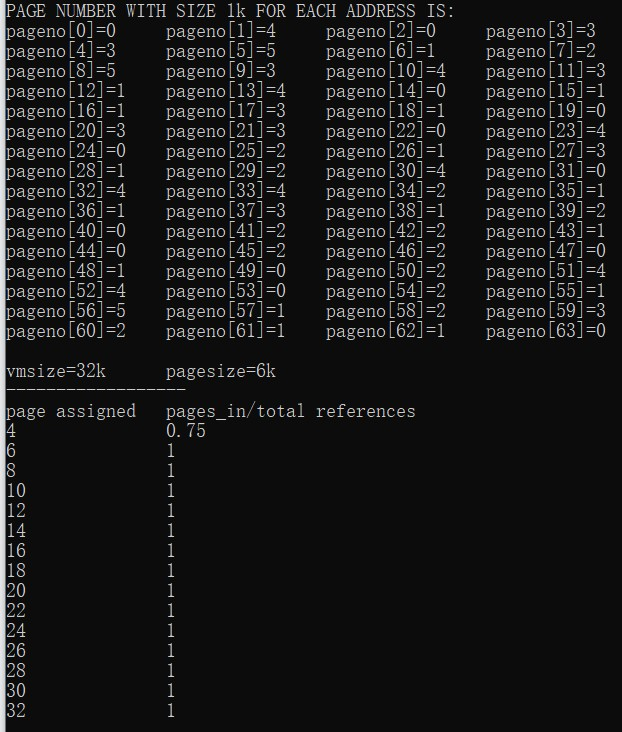 PAGE NUMBER WITH SIZE 1k FOR EACH ADDRESS IS:
pageno[0]=0 pageno[1]=4 pageno[2]=0 pageno[3]=3
pageno[4]=3 pageno[5]=5 pageno[6]=1 pageno[7]=2
pageno[8]=5 pageno[9]=3 pageno[10]=4 pageno[11]=3
pageno[12]=1 pageno[13]=4 pageno[14]=0 pageno[15]=1
pageno[16]=1 pageno[17]=3 pageno[18]=1 pageno[19]=0
pageno[20]=3 pageno[21]=3 pageno[22]=0 pageno[23]=4
pageno[24]=0 pageno[25]=2 pageno[26]=1 pageno[27]=3
pageno[28]=1 pageno[29]=2 pageno[30]=4 pageno[31]=0
pageno[32]=4 pageno[33]=4 pageno[34]=2 pageno[35]=1
pageno[36]=1 pageno[37]=3 pageno[38]=1 pageno[39]=2
pageno[40]=0 pageno[41]=2 pageno[42]=2 pageno[43]=1
pageno[44]=0 pageno[45]=2 pageno[46]=2 pageno[47]=0
pageno[48]=1 pageno[49]=0 pageno[50]=2 pageno[51]=4
pageno[52]=4 pageno[53]=0 pageno[54]=2 pageno[55]=1
pageno[56]=5 pageno[57]=1 pageno[58]=2 pageno[59]=3
pageno[60]=2 pageno[61]=1 pageno[62]=1 pageno[63]=0
vmsize=32k pagesize=6k
------------------
page assigned pages_in/total references
4 0.75
6 1
8 1
10 1
12 1
14 1
16 1
18 1
20 1
22 1
24 1
26 1
28 1
30 1
32 1